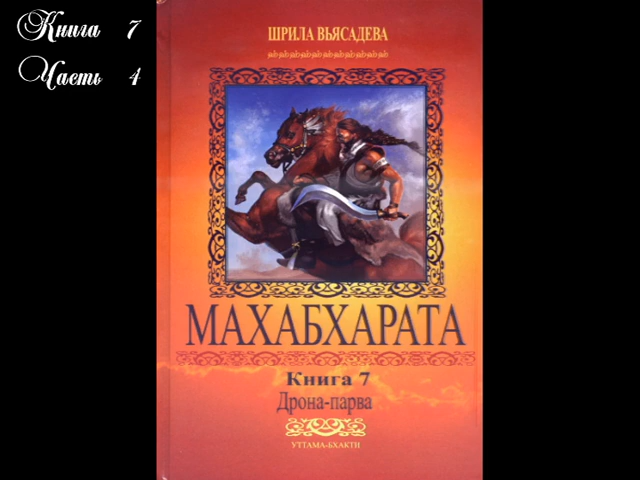 Книга 7
Часть 4
ШРИЛА ВЬЯСАДЕВА
МАХАБХАРАТА
Книга 7
Дрона-парва
УТТАМА-БХАКТИ